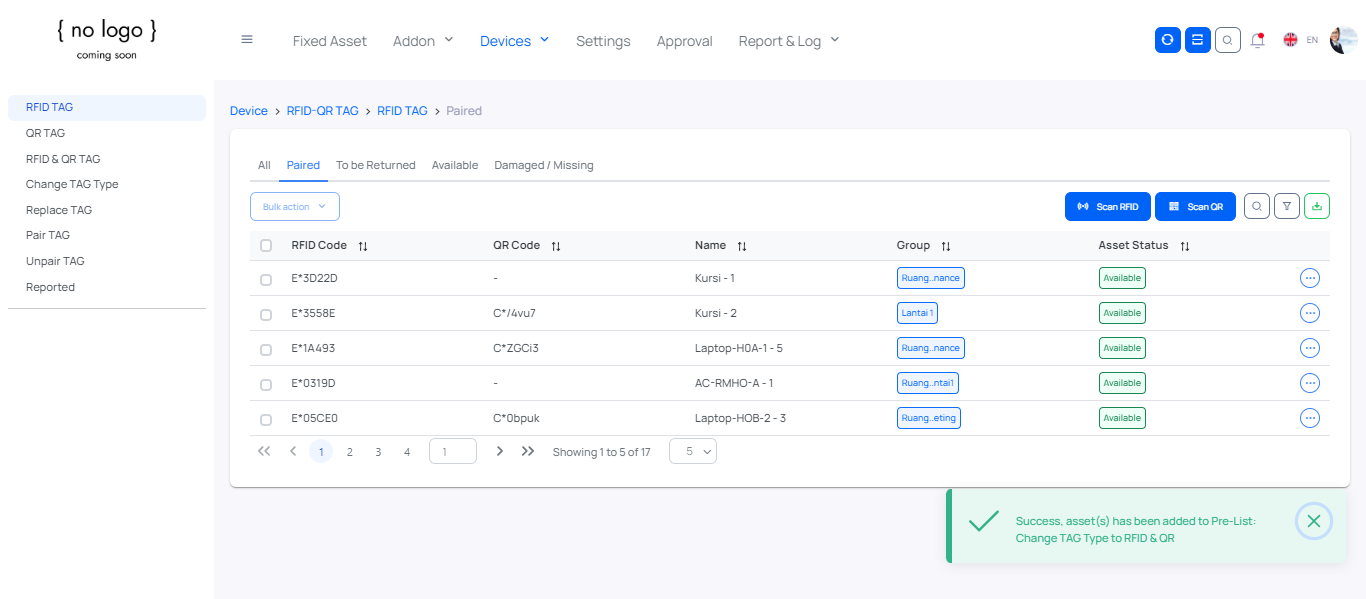 { no logo }
coming soon
Fixed Asset Addon Devices Settings Approval Report & Log EN
RFID TAG
QR TAG
RFID & QR TAG
Change TAG Type
Replace TAG
Pair TAG
Unpair TAG
Reported
Device > RFID-QR TAG > RFID TAG > Paired
All Paired To be Returned Available Damaged / Missing
Bulk action Scan RFID Scan QR
RFID Code QR Code Name Group Asset Status
E*3D22D - Kursi - 1 Ruang..nance Available
E*3558E C*/4vu7 Kursi - 2 Lantai 1 Available
E*1A493 C*ZGCi3 Laptop-H0A-1 - 5 Ruang..nance Available
E*0319D - AC-RMHO-A - 1 Ruang..ntai1 Available
E*05CE0 C*0bpuk Laptop-HOB-2 - 3 Ruang..eting Available
1 2 3 4 1 Showing 1 to 5 of 17 5
Success, asset(s) has been added to Pre-List:
Change TAG Type to RFID & QR